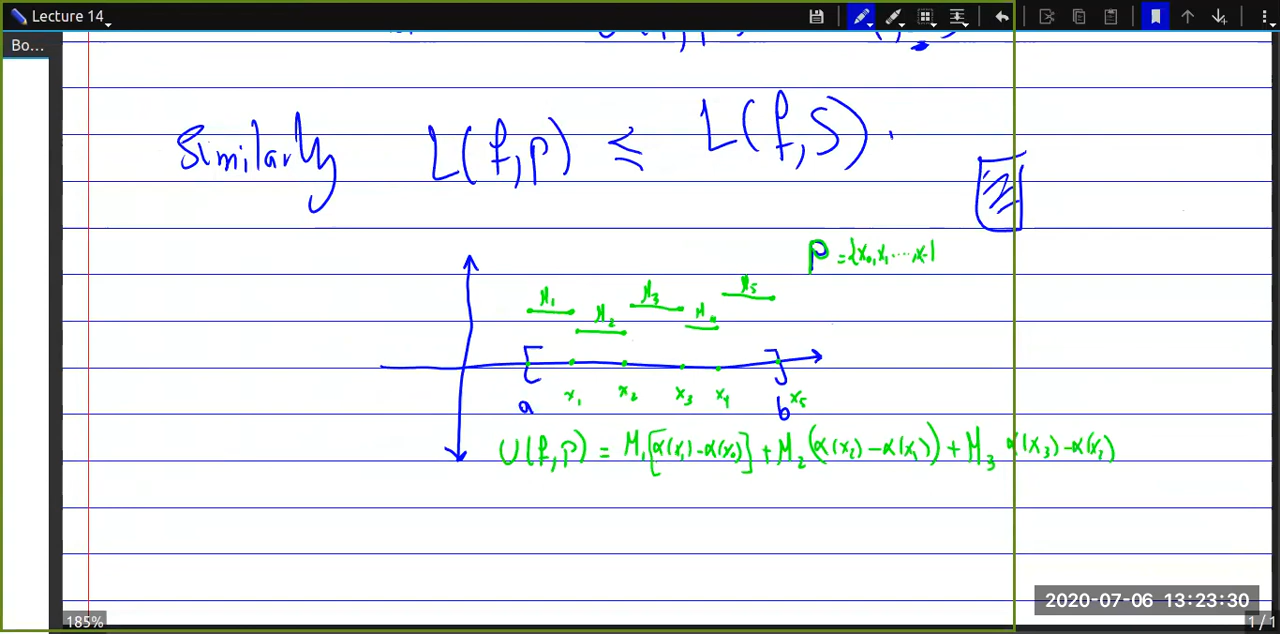 Lecture 14
Bo...
Similarly L(f,p) ≤ L(f,S).
P = {x₀,x₁....,x
M₁ M₂ M₃ M₄ M₅
a x₁ x₂ x₃ x₄ b x₅
U(f,p) = M₁[α(x₁)-α(x₀)] + M₂(α(x₂)-α(x₁)) + M₃ α(x₃)-α(x₂)
2020-07-06 13:23:30
185%
1 / 1